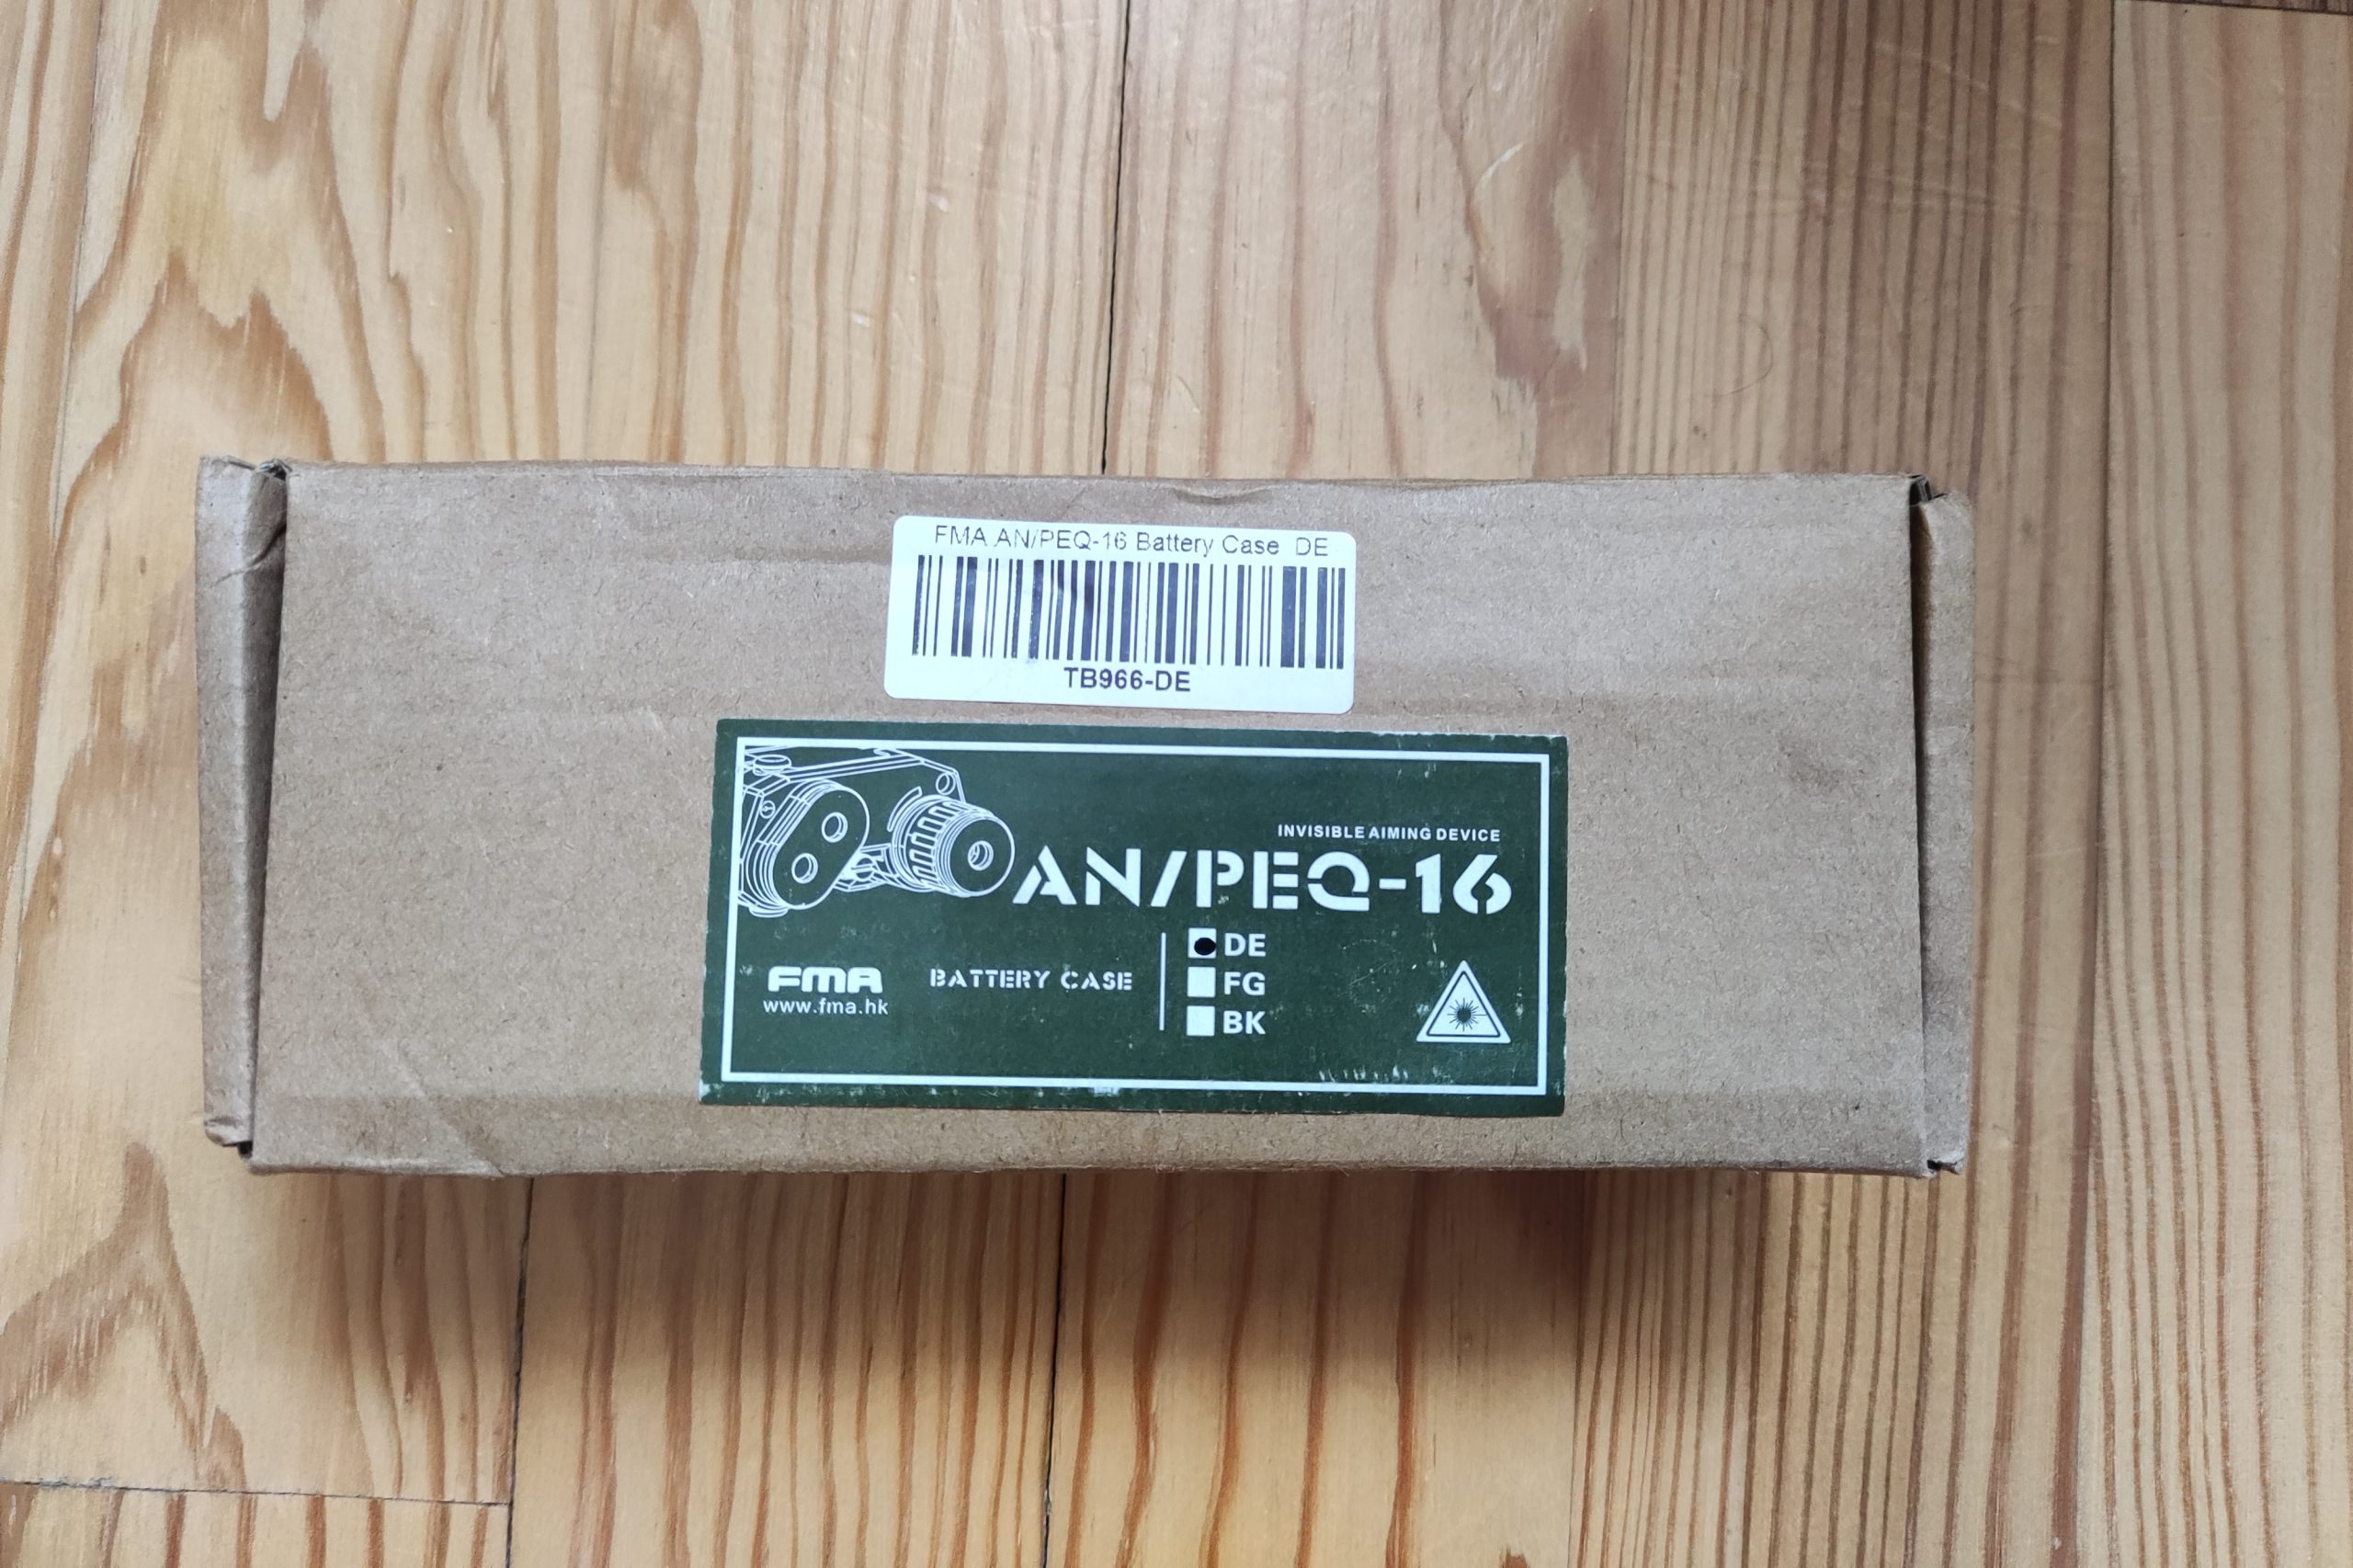 FMA AN/PEQ-16 Battery Case DE
TB966-DE
INVISIBLE AIMING DEVICE
AN/PEQ-16
DE
FMA
BATTERY CASE
FG
www.fma.hk
BK